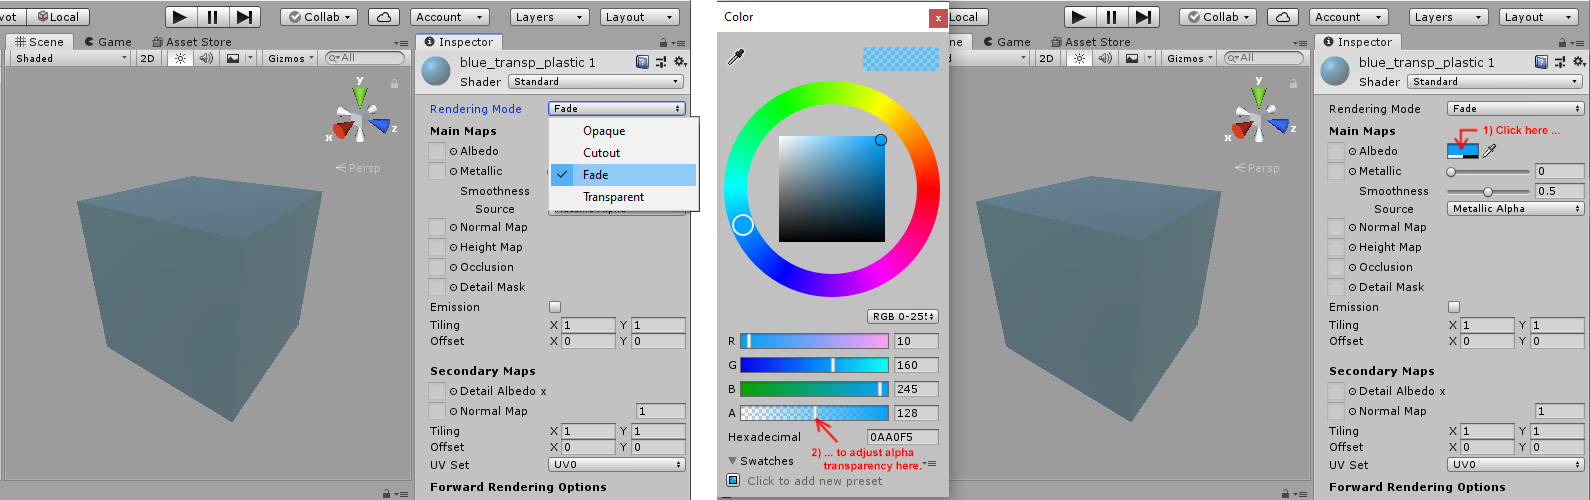 vot Local Collab Account Layers Layout
Scene Game Asset Store Inspector
Shaded 2D Gizmos All
blue_transp_plastic 1
Shader Standard
y
x
z
Persp
Rendering Mode Fade
Opaque
Cutout
Fade
Transparent
Main Maps
Albedo
Metallic
Smoothness
Source
Normal Map
Height Map
Occlusion
Detail Mask
Emission
Tiling X 1 Y 1
Offset X 0 Y 0
Secondary Maps
Detail Albedo x
Normal Map 1
Tiling X 1 Y 1
Offset X 0 Y 0
UV Set UV0
Forward Rendering Options
Color x
RGB 0-255
R 10
G 160
B 245
A 128
Hexadecimal 0AA0F5
2) ... to adjust alpha
transparency here.
Swatches
Click to add new preset
Local Collab Account Layers Layout
ne Game Asset Store Inspector
2D Gizmos All
blue_transp_plastic 1
Shader Standard
y
x
z
Persp
Rendering Mode Fade
Main Maps
1) Click here ...
Albedo
Metallic 0
Smoothness 0.5
Source Metallic Alpha
Normal Map
Height Map
Occlusion
Detail Mask
Emission
Tiling X 1 Y 1
Offset X 0 Y 0
Secondary Maps
Detail Albedo x
Normal Map 1
Tiling X 1 Y 1
Offset X 0 Y 0
UV Set UV0
Forward Rendering Options